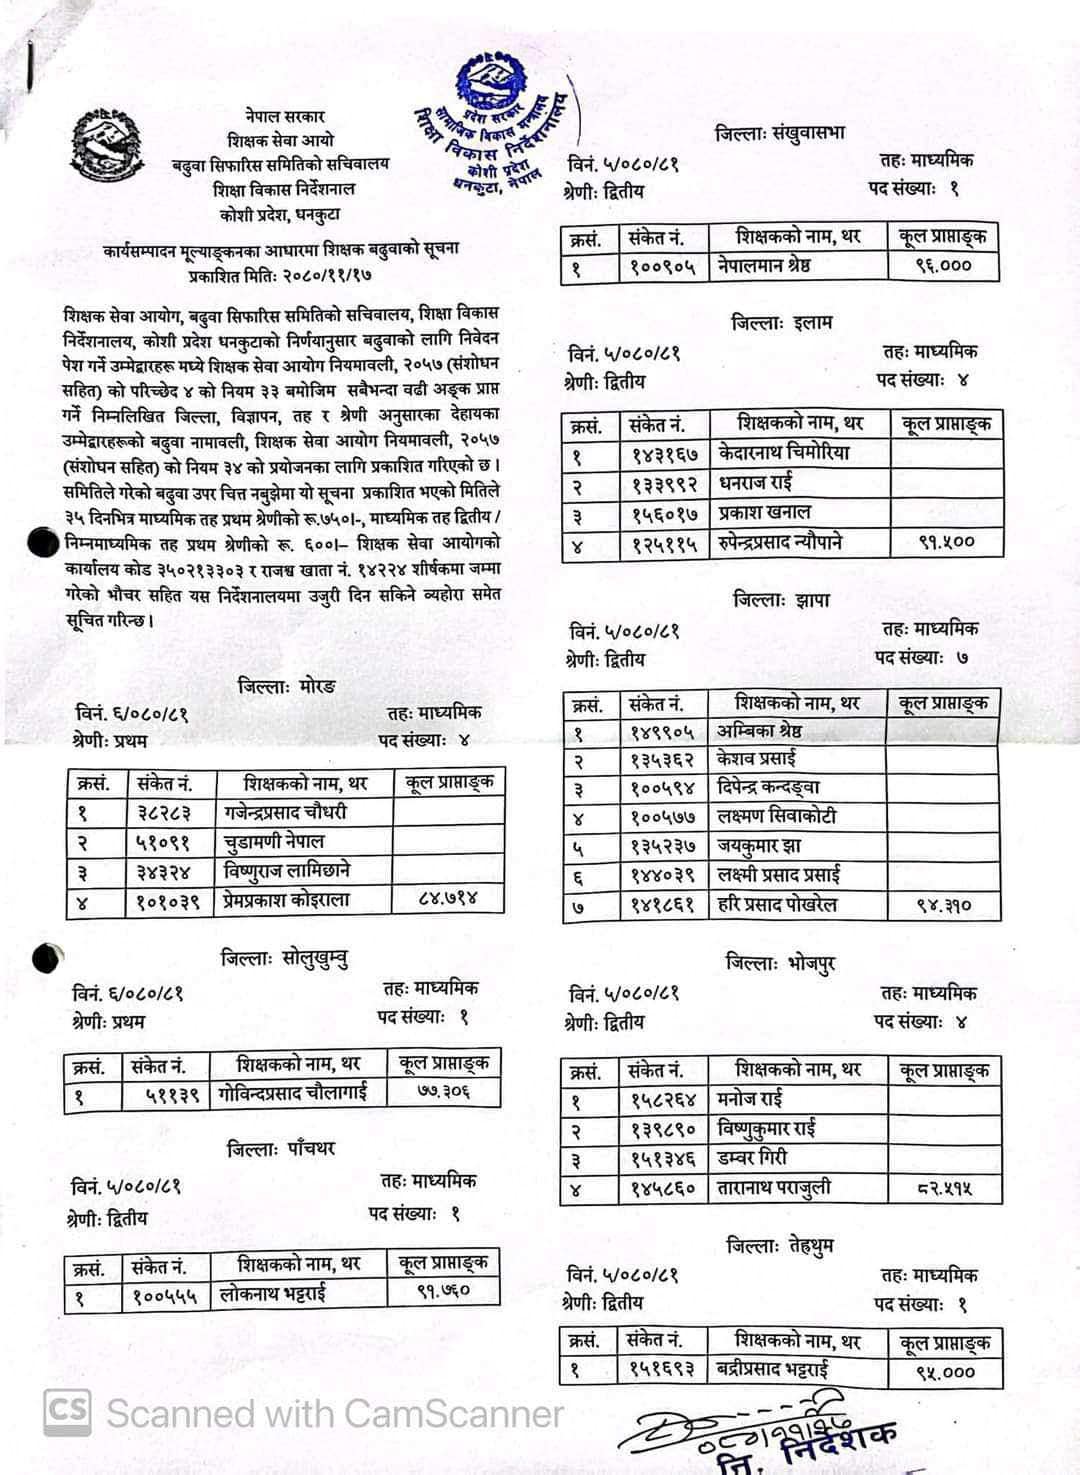 नेपाल सरकार
शिक्षक सेवा आयो
बढुवा सिफारिस समितिको सचिवालय
शिक्षा विकास निर्देशनाल
कोशी प्रदेश, धनकुटा
प्रदेश सरकार
सामाजिक विकास मन्त्रालय
शिक्षा विकास निर्देशनालय
कोशी प्रदेश
धनकुटा, नेपाल
कार्यसम्पादन मूल्याङ्कनका आधारमा शिक्षक बढुवाको सूचना
प्रकाशित मितिः २०८०/११/१७
शिक्षक सेवा आयोग, बढुवा सिफारिस समितिको सचिवालय, शिक्षा विकास
निर्देशनालय, कोशी प्रदेश धनकुटाको निर्णयानुसार बढुवाको लागि निवेदन
पेश गर्ने उम्मेद्वारहरू मध्ये शिक्षक सेवा आयोग नियमावली, २०५७ (संशोधन
सहित) को परिच्छेद ४ को नियम ३३ बमोजिम सबैभन्दा वढी अङ्क प्राप्त
गर्ने निम्नलिखित जिल्ला, विज्ञापन, तह र श्रेणी अनुसारका देहायका
उम्मेद्वारहरूको बढुवा नामावली, शिक्षक सेवा आयोग नियमावली, २०५७
(संशोधन सहित) को नियम ३४ को प्रयोजनका लागि प्रकाशित गरिएको छ।
समितिले गरेको बढुवा उपर चित्त नबुझेमा यो सूचना प्रकाशित भएको मितिले
३५ दिनभित्र माध्यमिक तह प्रथम श्रेणीको रू.७५०।-, माध्यमिक तह द्वितीय /
निम्नमाध्यमिक तह प्रथम श्रेणीको रू. ६००।– शिक्षक सेवा आयोगको
कार्यालय कोड ३५०२१३३०३ र राजश्व खाता नं. १४२२४ शीर्षकमा जम्मा
गरेको भौचर सहित यस निर्देशनालयमा उजुरी दिन सकिने व्यहोरा समेत
सूचित गरिन्छ।
जिल्लाः मोरङ
विनं. ६/०८०/८१ तहः माध्यमिक
श्रेणीः प्रथम पद संख्याः ४
क्रसं. संकेत नं. शिक्षकको नाम, थर कूल प्राप्ताङ्क
१ ३८२८३ गजेन्द्रप्रसाद चौधरी
२ ५१०९१ चुडामणी नेपाल
३ ३४३२४ विष्णुराज लामिछाने
४ १०१०३९ प्रेमप्रकाश कोइराला ८४.७१४
जिल्लाः सोलुखुम्वु
विनं. ६/०८०/८१ तहः माध्यमिक
श्रेणीः प्रथम पद संख्याः १
क्रसं. संकेत नं. शिक्षकको नाम, थर कूल प्राप्ताङ्क
१ ५११३९ गोविन्दप्रसाद चौलागाई ७७.३०६
जिल्लाः पाँचथर
विनं. ५/०८०/८१ तहः माध्यमिक
श्रेणीः द्वितीय पद संख्याः १
क्रसं. संकेत नं. शिक्षकको नाम, थर कूल प्राप्ताङ्क
१ १००५५५ लोकनाथ भट्टराई ९१.७६०
जिल्लाः संखुवासभा
विनं. ५/०८०/८१ तहः माध्यमिक
श्रेणीः द्वितीय पद संख्याः १
क्रसं. संकेत नं. शिक्षकको नाम, थर कूल प्राप्ताङ्क
१ १००९०५ नेपालमान श्रेष्ठ ९६.०००
जिल्लाः इलाम
विनं. ५/०८०/८१ तहः माध्यमिक
श्रेणीः द्वितीय पद संख्याः ४
क्रसं. संकेत नं. शिक्षकको नाम, थर कूल प्राप्ताङ्क
१ १४३१६७ केदारनाथ चिमोरिया
२ १३३९९२ धनराज राई
३ १५६०१७ प्रकाश खनाल
४ १२५११५ रुपेन्द्रप्रसाद न्यौपाने ९१.५००
जिल्लाः झापा
विनं. ५/०८०/८१ तहः माध्यमिक
श्रेणीः द्वितीय पद संख्याः ७
क्रसं. संकेत नं. शिक्षकको नाम, थर कूल प्राप्ताङ्क
१ १४९९०५ अम्बिका श्रेष्ठ
२ १३५३६२ केशव प्रसाई
३ १००५९४ दिपेन्द्र कन्दङ्वा
४ १००५७७ लक्ष्मण सिवाकोटी
५ १३५२३७ जयकुमार झा
६ १४४०३९ लक्ष्मी प्रसाद प्रसाई
७ १४१८६१ हरि प्रसाद पोखरेल ९४.३१०
जिल्लाः भोजपुर
विनं. ५/०८०/८१ तहः माध्यमिक
श्रेणीः द्वितीय पद संख्याः ४
क्रसं. संकेत नं. शिक्षकको नाम, थर कूल प्राप्ताङ्क
१ १५८२६४ मनोज राई
२ १३९८९० विष्णुकुमार राई
३ १५१३४६ डम्वर गिरी
४ १४५८६० तारानाथ पराजुली ८२.५१५
जिल्लाः तेह्रथुम
विनं. ५/०८०/८१ तहः माध्यमिक
श्रेणीः द्वितीय पद संख्याः १
क्रसं. संकेत नं. शिक्षकको नाम, थर कूल प्राप्ताङ्क
१ १५१६९३ बद्रीप्रसाद भट्टराई ९५.०००
नि. निर्देशक
CS Scanned with CamScanner